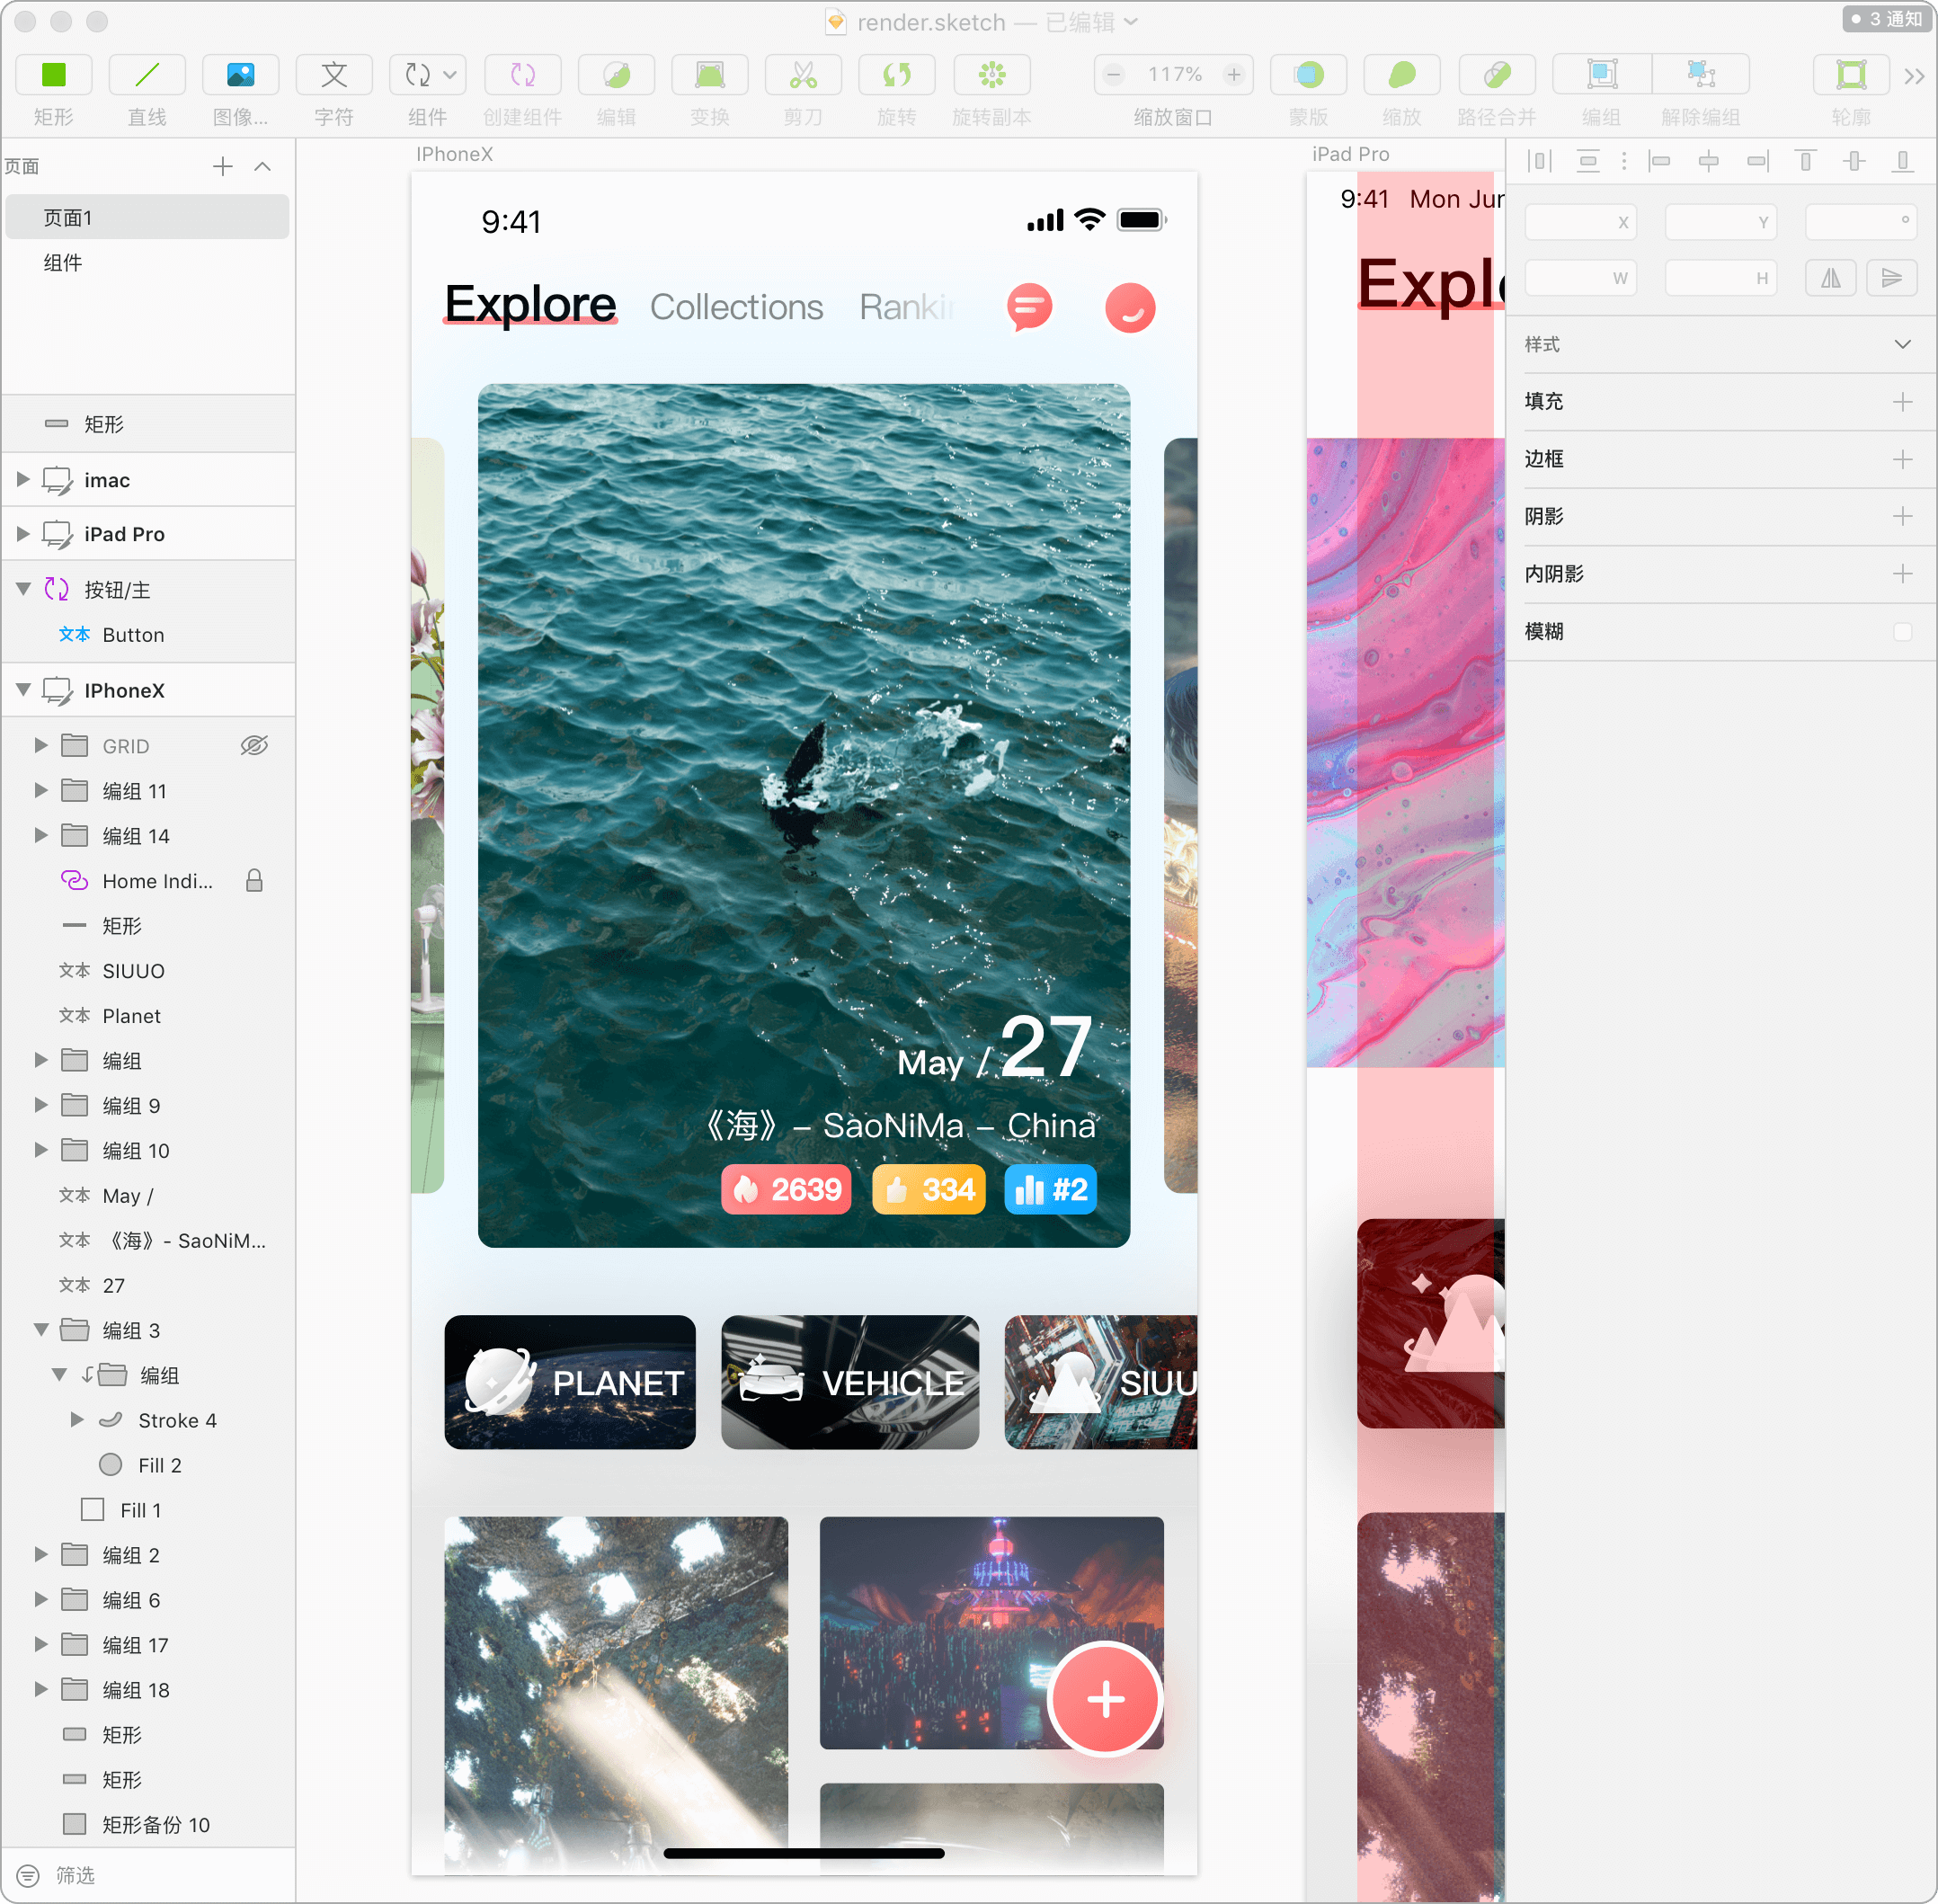 render.sketch — 已编辑
3 通知
矩形
直线
图像...
文
字符
组件
创建组件
编辑
变换
剪刀
旋转
旋转副本
117%
缩放窗口
蒙版
缩放
路径合并
编组
解除编组
轮廓
页面
页面1
组件
矩形
imac
iPad Pro
按钮/主
文本 Button
IPhoneX
GRID
编组 11
编组 14
Home Indi...
矩形
文本 SIUUO
文本 Planet
编组
编组 9
编组 10
文本 May /
文本 《海》- SaoNiM...
文本 27
编组 3
编组
Stroke 4
Fill 2
Fill 1
编组 2
编组 6
编组 17
编组 18
矩形
矩形
矩形备份 10
筛选
IPhoneX
9:41
Explore Collections Rankin
May / 27
《海》 – SaoNiMa – China
2639 334 #2
PLANET
VEHICLE
SIUU
iPad Pro
9:41 Mon Jun
Explo
X Y °
W H
样式
填充
边框
阴影
内阴影
模糊